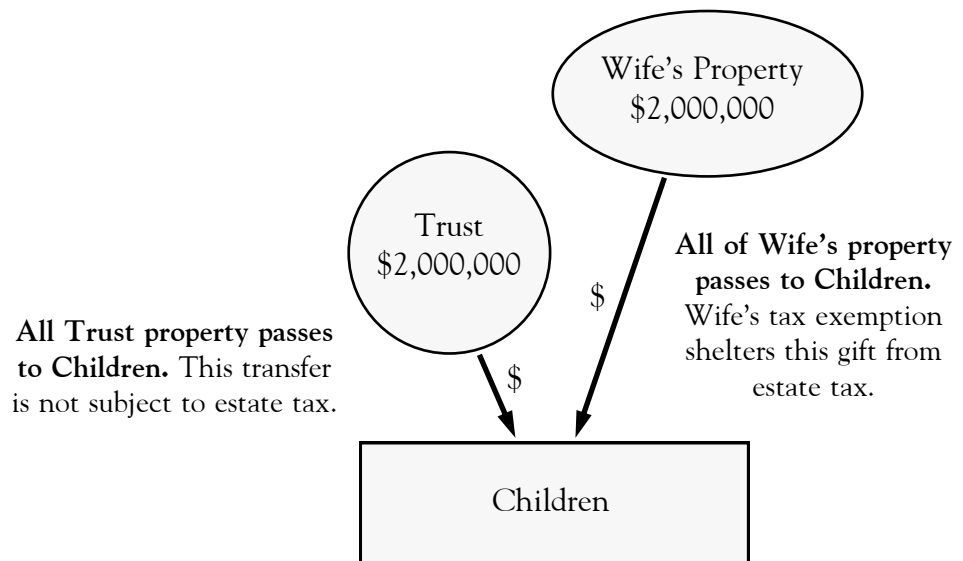 Wife’s Property
$2,000,000
Trust
$2,000,000
All of Wife’s property
passes to Children.
Wife’s tax exemption
shelters this gift from
estate tax.
$
All Trust property passes
to Children. This transfer
is not subject to estate tax.
$
Children